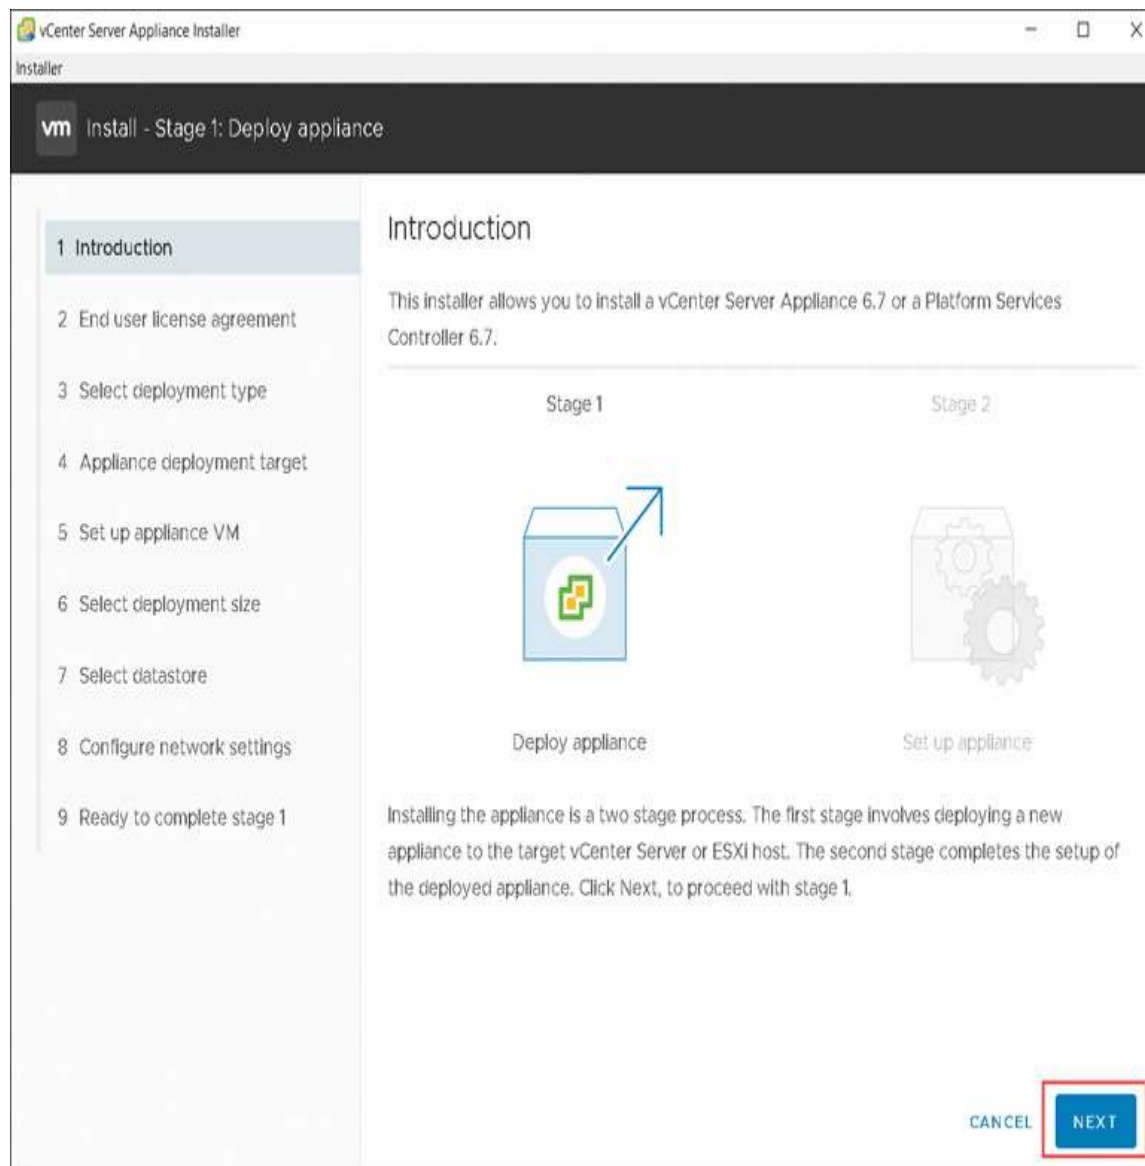 vCenter Server Appliance Installer
Installer
vm Install - Stage 1: Deploy appliance
1 Introduction
2 End user license agreement
3 Select deployment type
4 Appliance deployment target
5 Set up appliance VM
6 Select deployment size
7 Select datastore
8 Configure network settings
9 Ready to complete stage 1
Introduction
This installer allows you to install a vCenter Server Appliance 6.7 or a Platform Services
Controller 6.7.
Stage 1
Stage 2
Deploy appliance
Set up appliance
Installing the appliance is a two stage process. The first stage involves deploying a new
appliance to the target vCenter Server or ESXi host. The second stage completes the setup of
the deployed appliance. Click Next, to proceed with stage 1.
CANCEL
NEXT